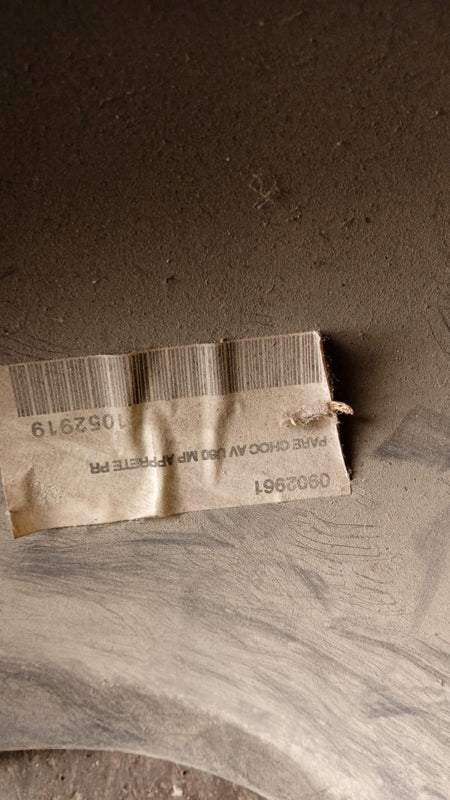 0902961
PARE CHOC AV U60 MP APPRETE PR
1052919